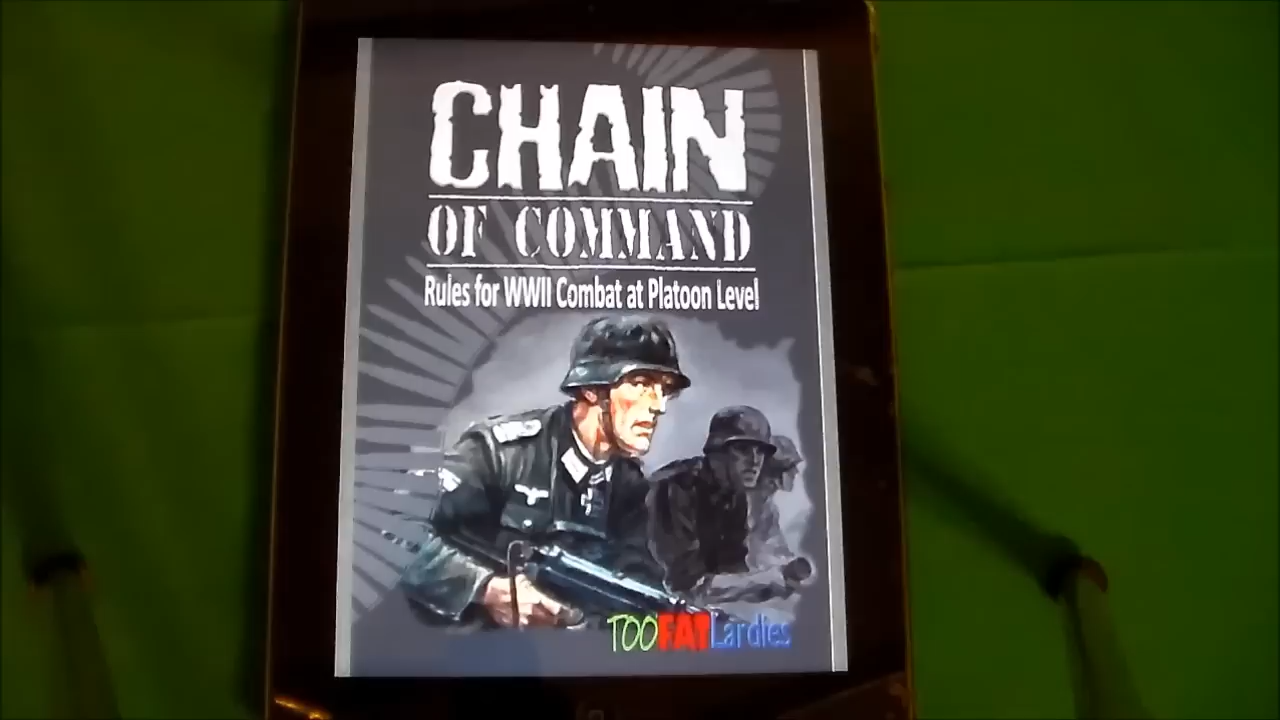 CHAIN
OF COMMAND
Rules for WWII Combat at Platoon Level
TOOFATLardies